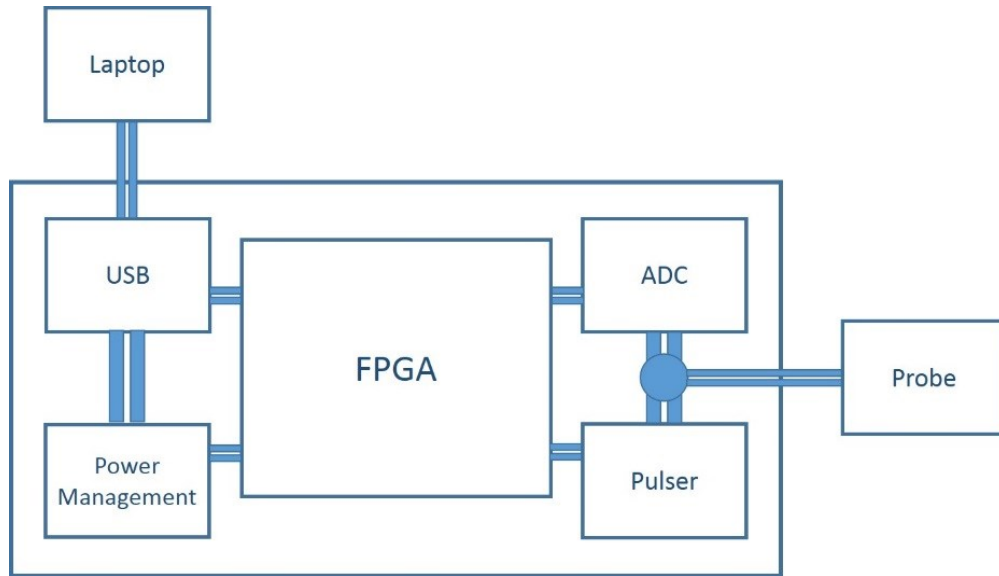 Laptop
USB
ADC
FPGA
Probe
Power
Management
Pulser